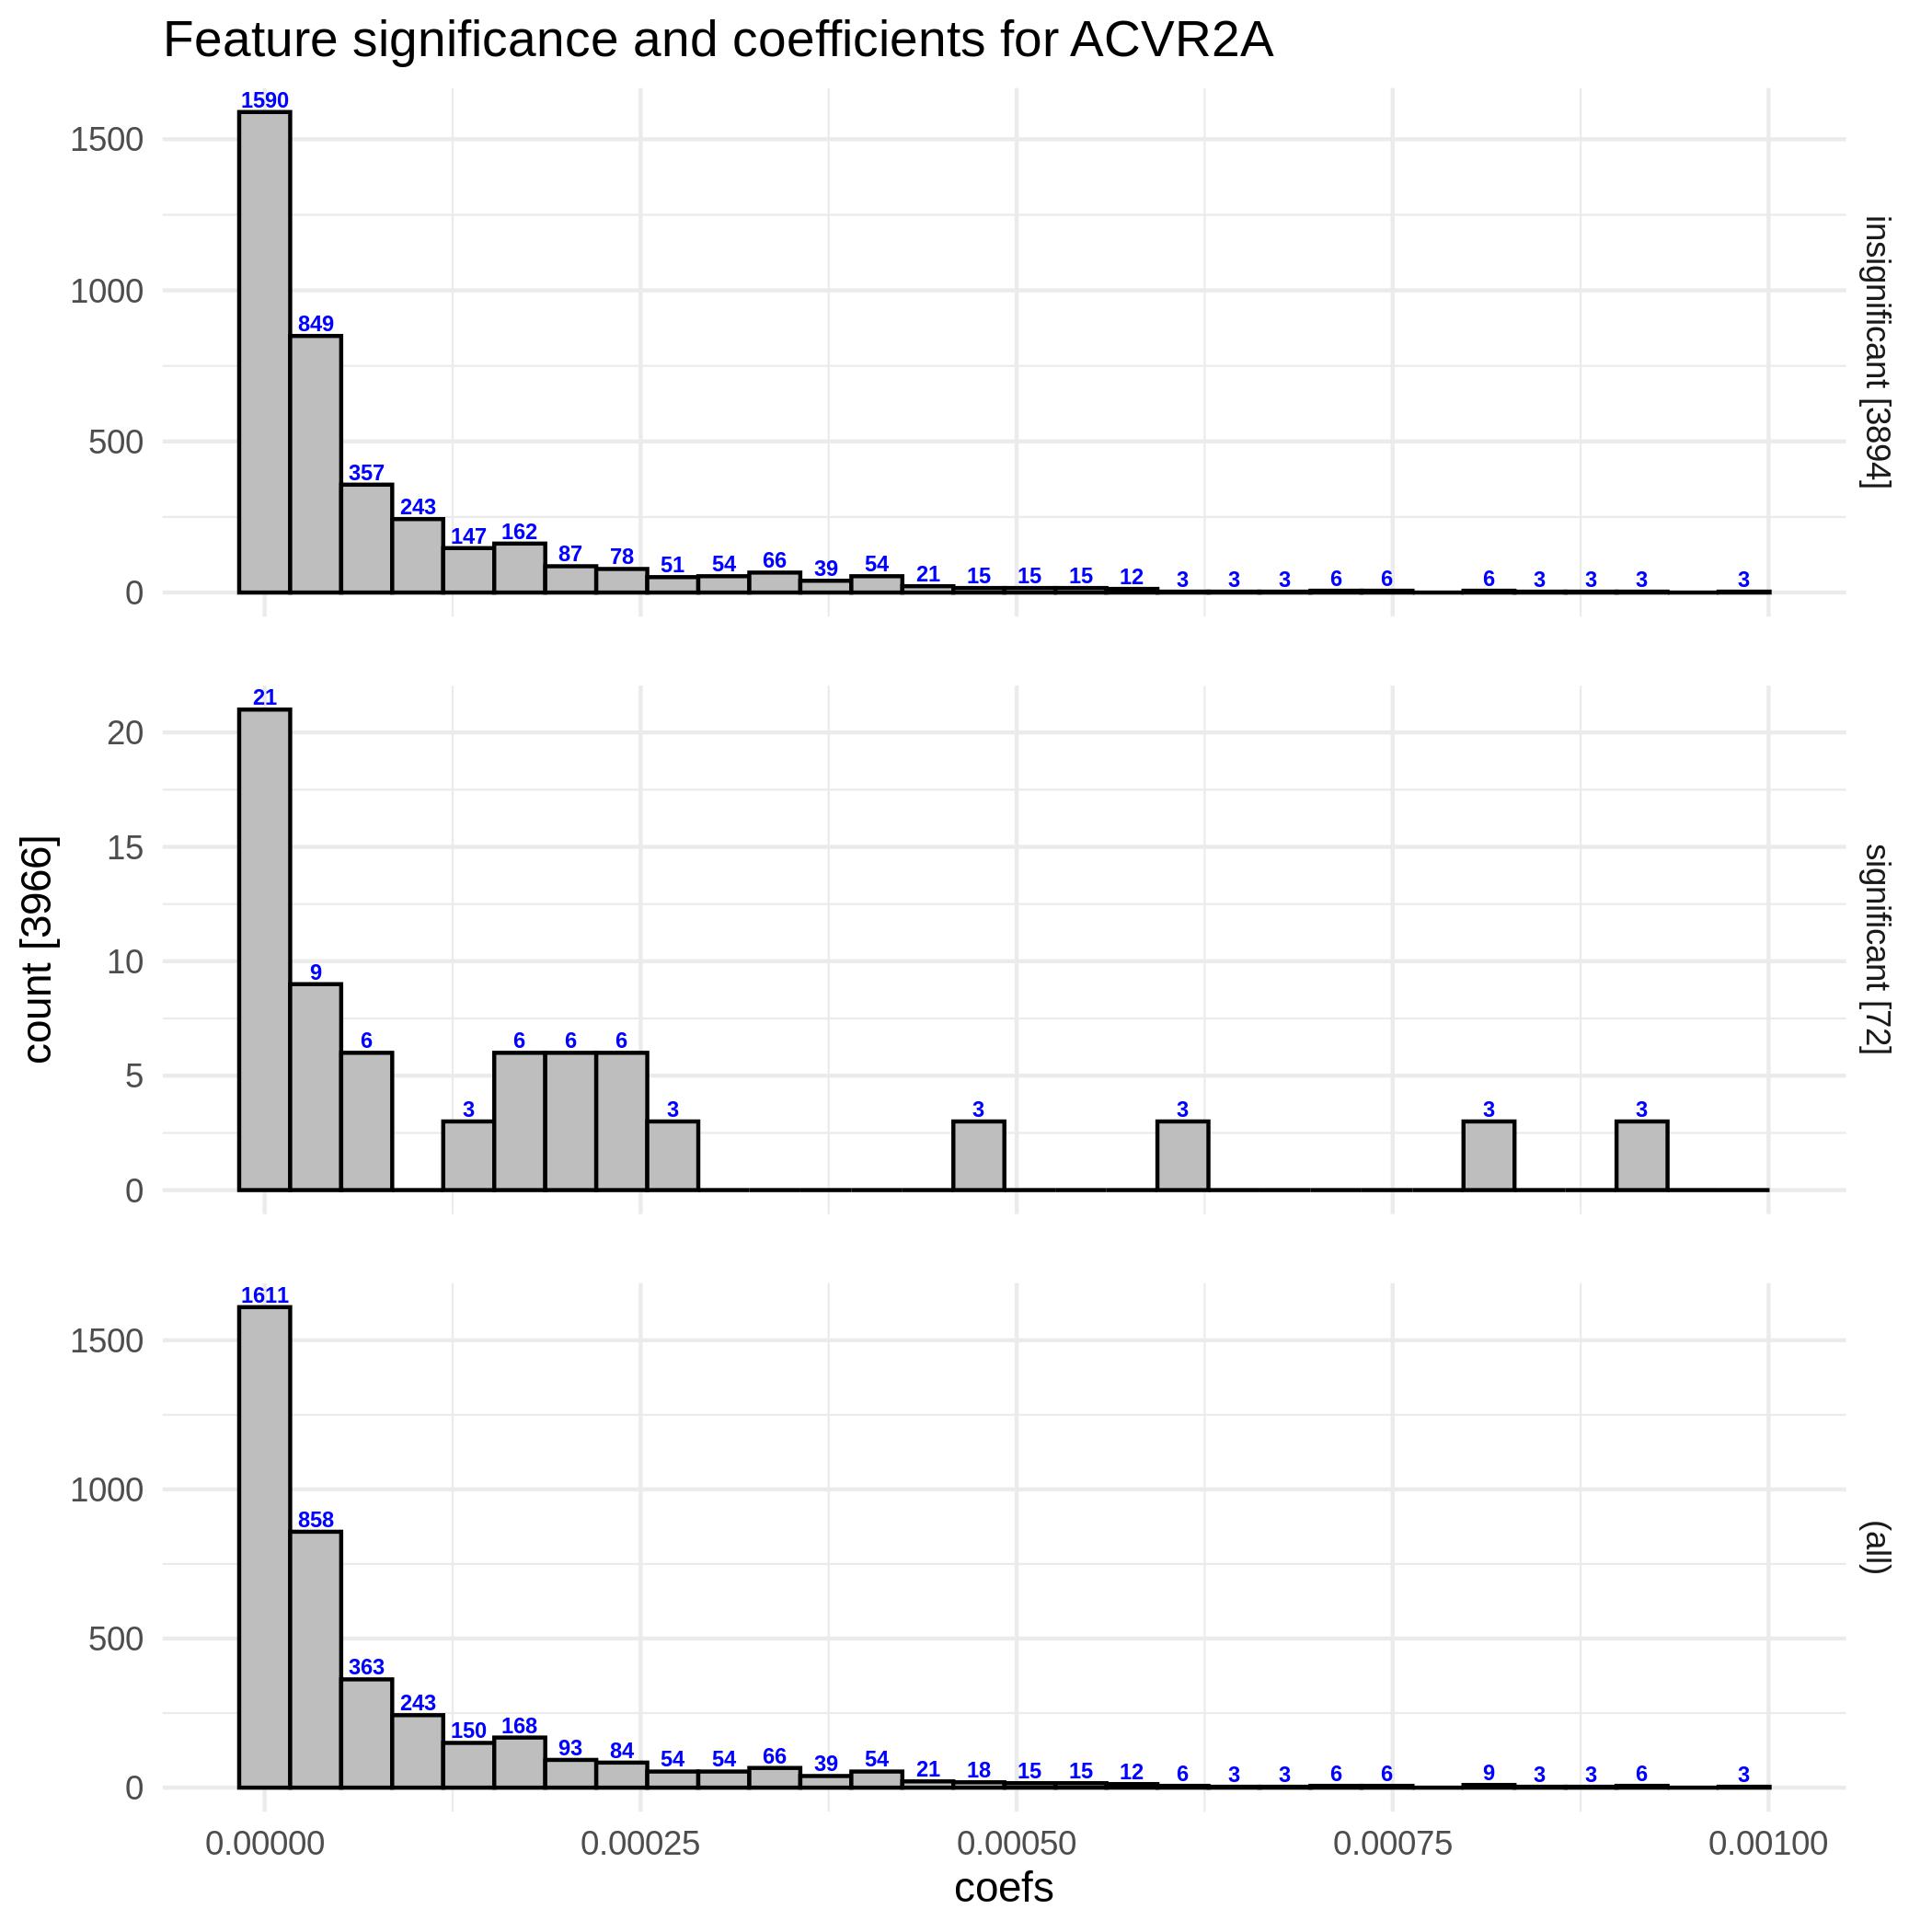 Feature significance and coefficients for ACVR2A
1590
1500
849
1000
500
357
243
147 162 87 78 51 54 66 39 54 21 15 15 15 12 3 3 3 6 6 6 3 3 3 3
0
insignificant [3894]
21
20
15
10
9
6 6 6 6
5
3 3 3 3 3 3
0
significant [72]
count [3966]
1611
1500
1000
858
500
363
243
150 168 93 84 54 54 66 39 54 21 18 15 15 12 6 3 3 6 6 9 3 3 6 3
0
(all)
0.00000 0.00025 0.00050 0.00075 0.00100
coefs